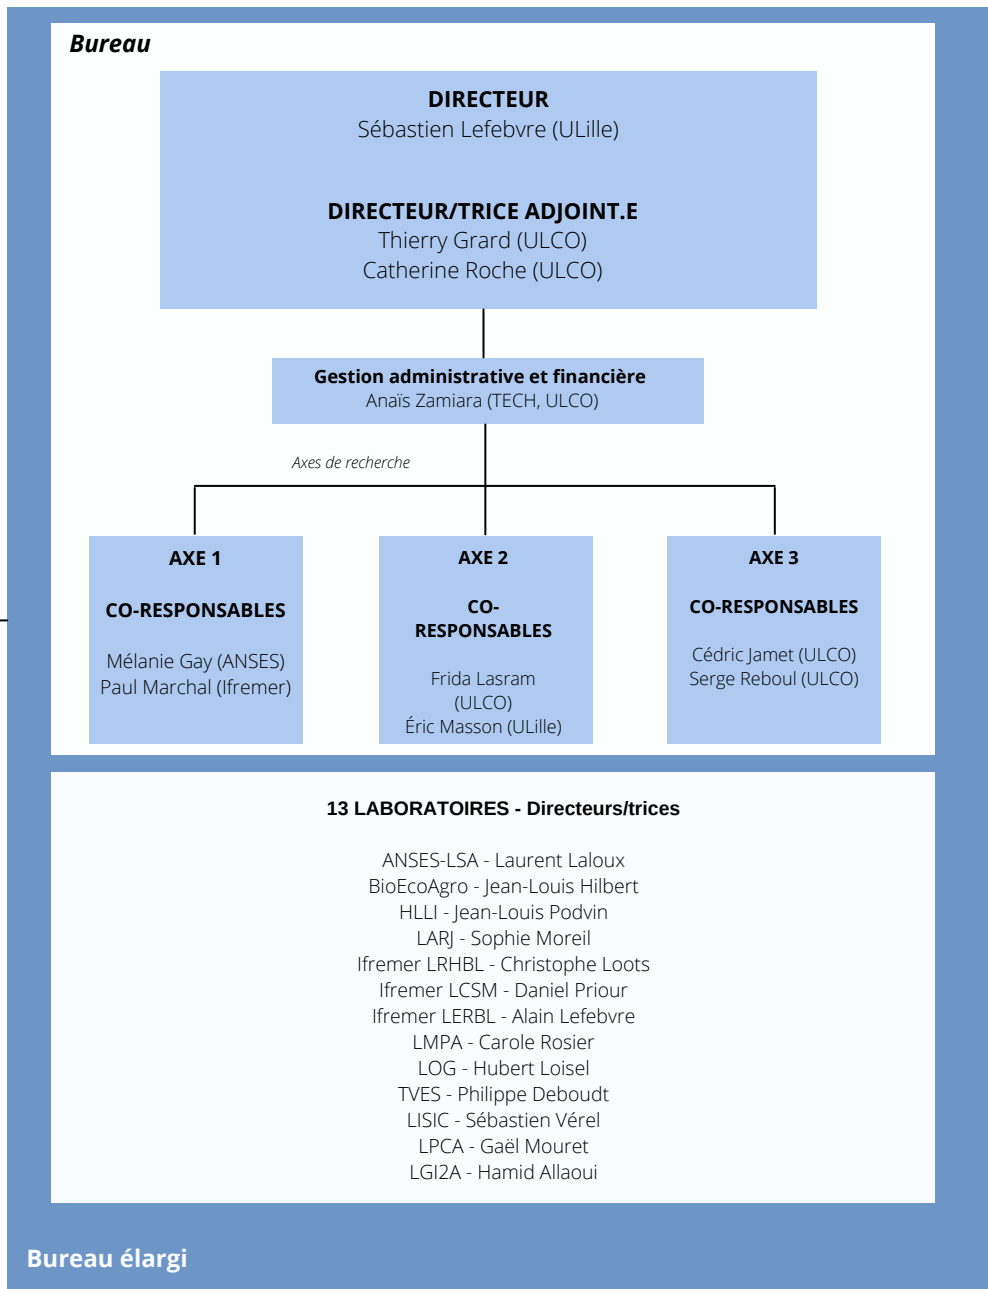 Bureau
DIRECTEUR
Sébastien Lefebvre (ULille)
DIRECTEUR/TRICE ADJOINT.E
Thierry Grard (ULCO)
Catherine Roche (ULCO)
Gestion administrative et financière
Anaïs Zamiara (TECH, ULCO)
Axes de recherche
AXE 1
CO-RESPONSABLES
Mélanie Gay (ANSES)
Paul Marchal (Ifremer)
AXE 2
CO-
RESPONSABLES
Frida Lasram
(ULCO)
Éric Masson (ULille)
AXE 3
CO-RESPONSABLES
Cédric Jamet (ULCO)
Serge Reboul (ULCO)
13 LABORATOIRES - Directeurs/trices
ANSES-LSA - Laurent Laloux
BioEcoAgro - Jean-Louis Hilbert
HLLI - Jean-Louis Podvin
LARJ - Sophie Moreil
Ifremer LRHBL - Christophe Loots
Ifremer LCSM - Daniel Priour
Ifremer LERBL - Alain Lefebvre
LMPA - Carole Rosier
LOG - Hubert Loisel
TVES - Philippe Deboudt
LISIC - Sébastien Vérel
LPCA - Gaël Mouret
LGI2A - Hamid Allaoui
Bureau élargi